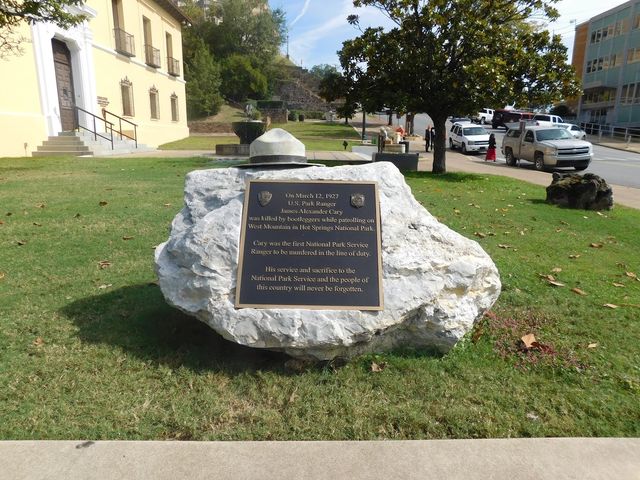 On March 12, 1927
U.S. Park Ranger
James Alexander Cary
was killed by bootleggers while patrolling on
West Mountain in Hot Springs National Park.
Cary was the first National Park Service
Ranger to be murdered in the line of duty.
His service and sacrifice to the
National Park Service and the people of
this country will never be forgotten.